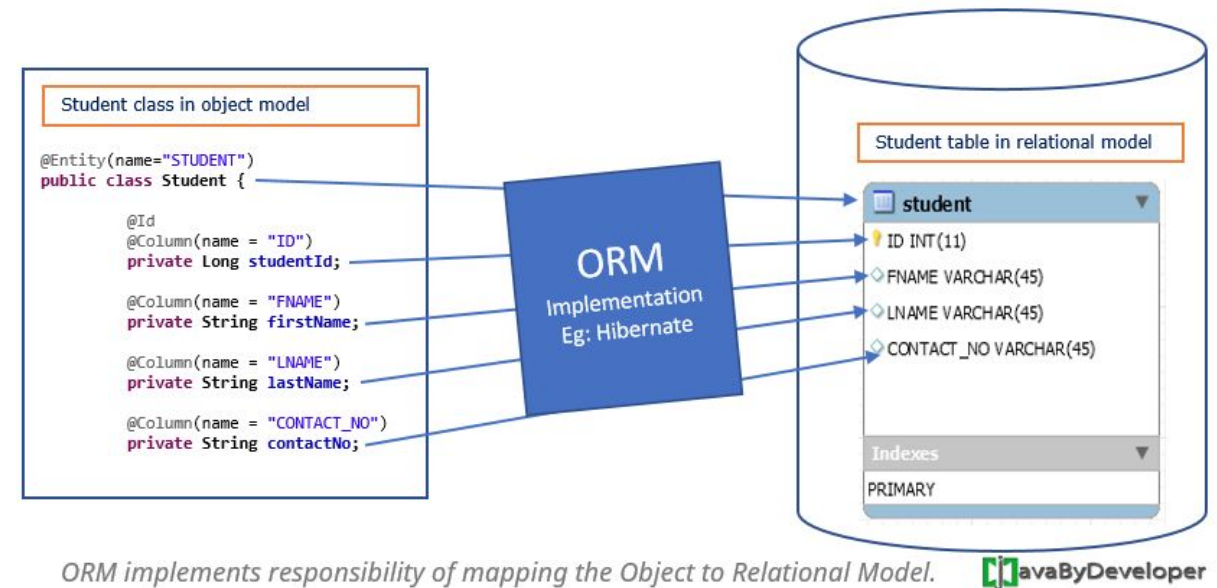 Student class in object model
@Entity(name="STUDENT")
public class Student {
@Id
@Column(name = "ID")
private Long studentId;
@Column(name = "FNAME")
private String firstName;
@Column(name = "LNAME")
private String lastName;
@Column(name = "CONTACT_NO")
private String contactNo;
ORM
Implementation
Eg: Hibernate
Student table in relational model
student
ID INT(11)
FNAME VARCHAR(45)
LNAME VARCHAR(45)
CONTACT_NO VARCHAR(45)
Indexes
PRIMARY
ORM implements responsibility of mapping the Object to Relational Model.
JavaByDeveloper